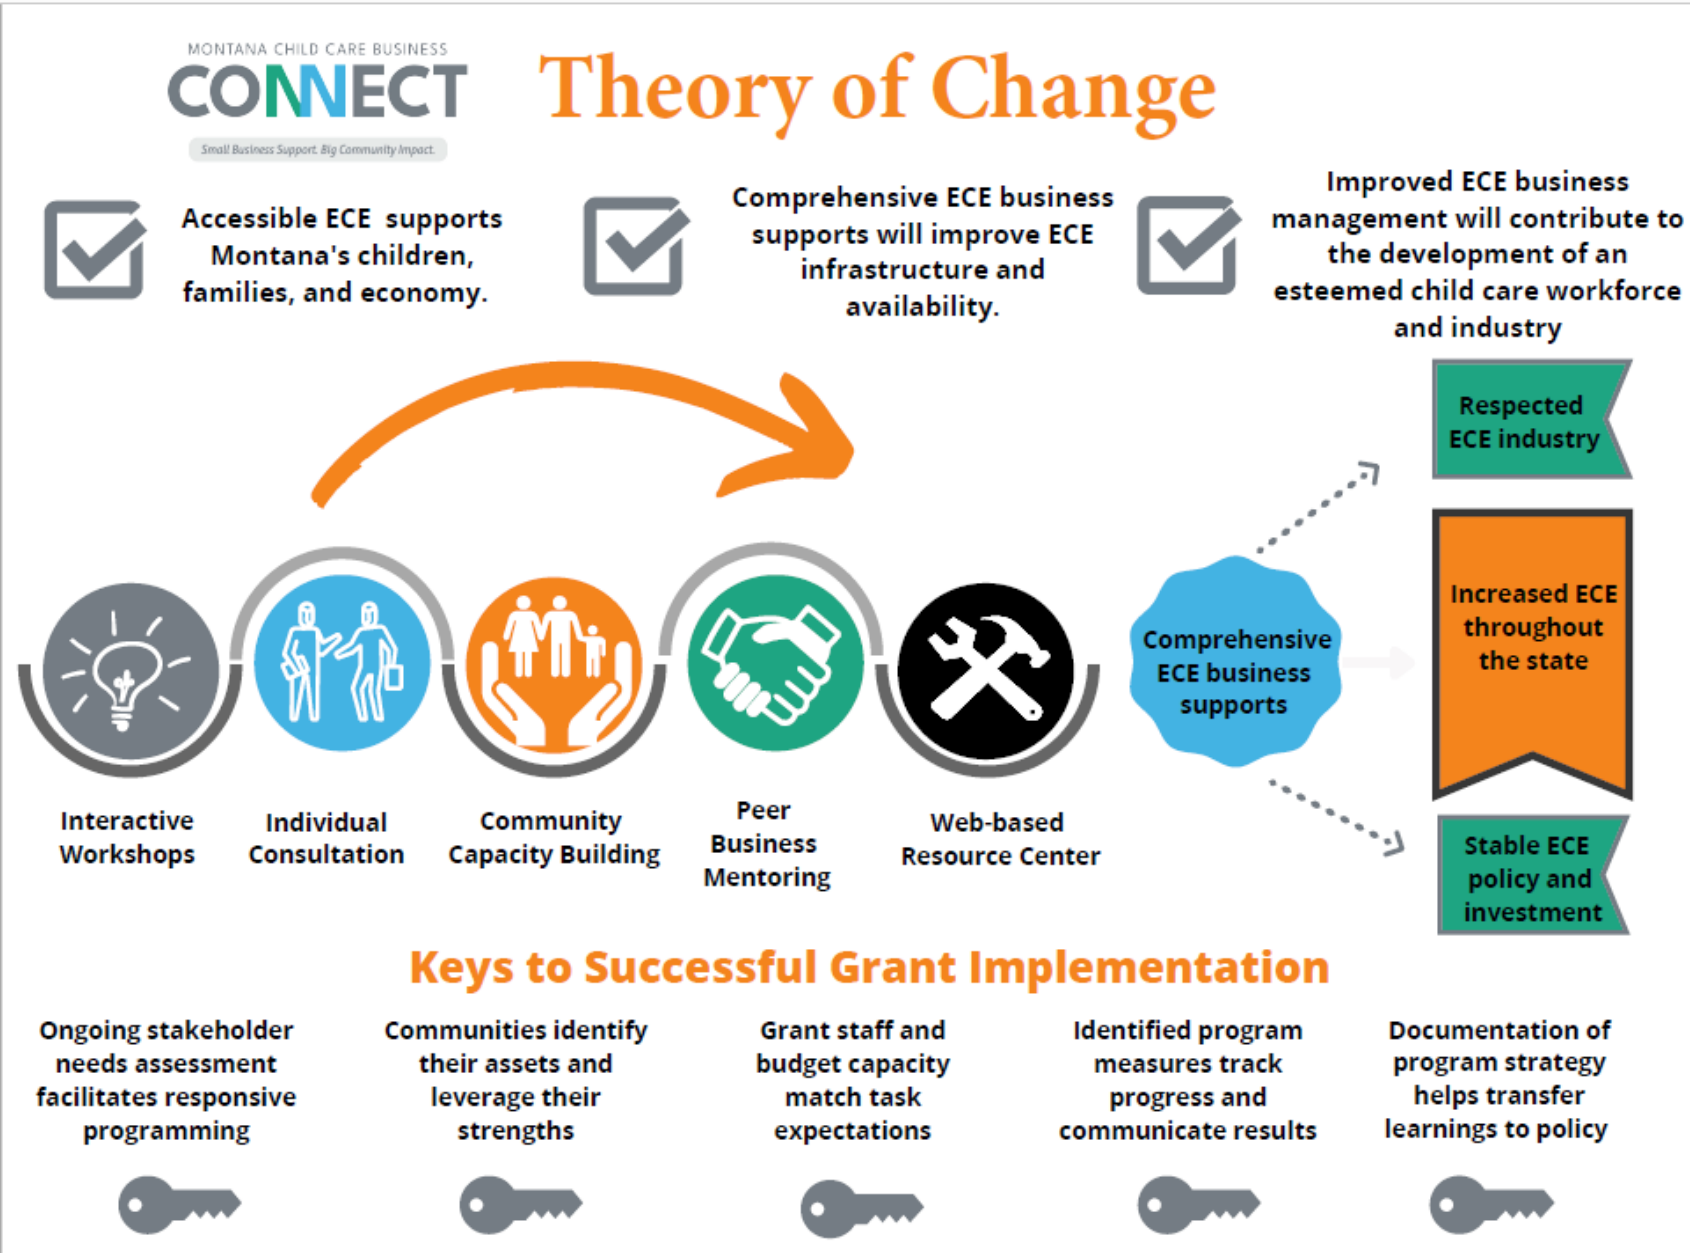 MONTANA CHILD CARE BUSINESS
CONNECT
Small Business Support. Big Community Impact.
Theory of Change
Accessible ECE supports
Montana's children,
families, and economy.
Comprehensive ECE business
supports will improve ECE
infrastructure and
availability.
Improved ECE business
management will contribute to
the development of an
esteemed child care workforce
and industry
Respected
ECE industry
Increased ECE
throughout
the state
Comprehensive
ECE business
supports
Stable ECE
policy and
investment
Interactive
Workshops
Individual
Consultation
Community
Capacity Building
Peer
Business
Mentoring
Web-based
Resource Center
Keys to Successful Grant Implementation
Ongoing stakeholder
needs assessment
facilitates responsive
programming
Communities identify
their assets and
leverage their
strengths
Grant staff and
budget capacity
match task
expectations
Identified program
measures track
progress and
communicate results
Documentation of
program strategy
helps transfer
learnings to policy